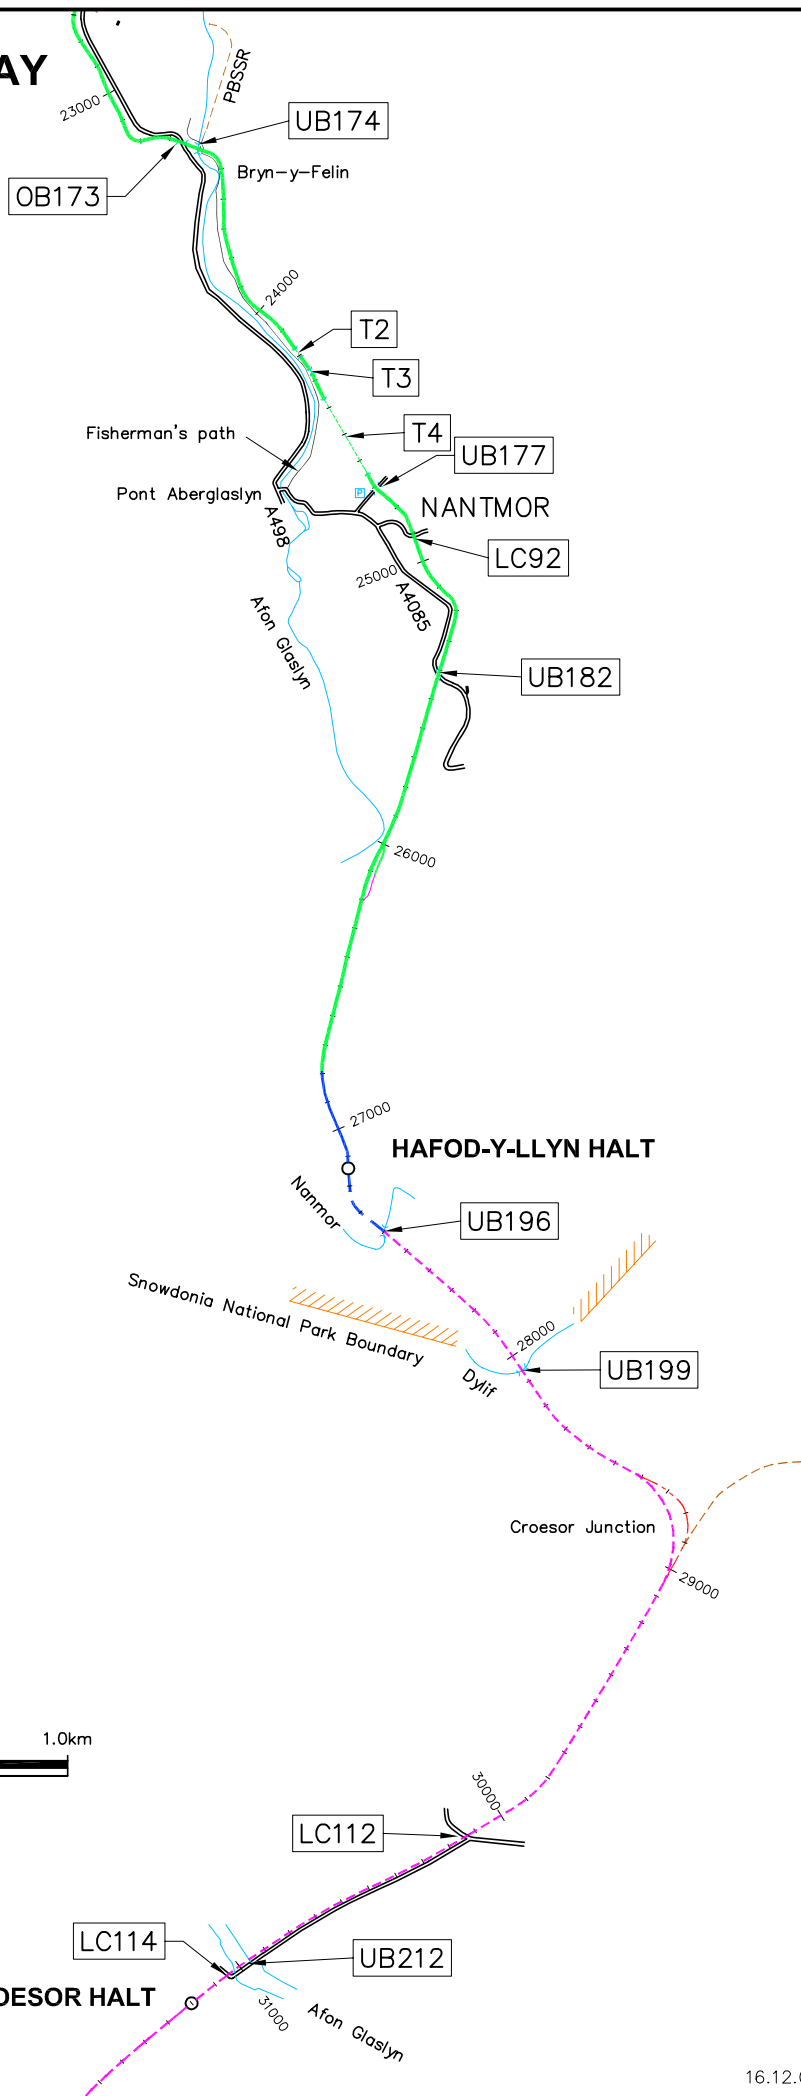 AY
PBSSR
23000
UB174
OB173
Bryn-y-Felin
24000
T2
T3
T4
Fisherman's path
UB177
Pont Aberglaslyn
P
NANTMOR
A498
LC92
25000
A4085
Afon Glaslyn
UB182
26000
27000
HAFOD-Y-LLYN HALT
Nanmor
UB196
Snowdonia National Park Boundary
28000
UB199
Dylif
Croesor Junction
29000
1.0km
30000
LC112
LC114
UB212
OESOR HALT
31000
Afon Glaslyn
16.12.0